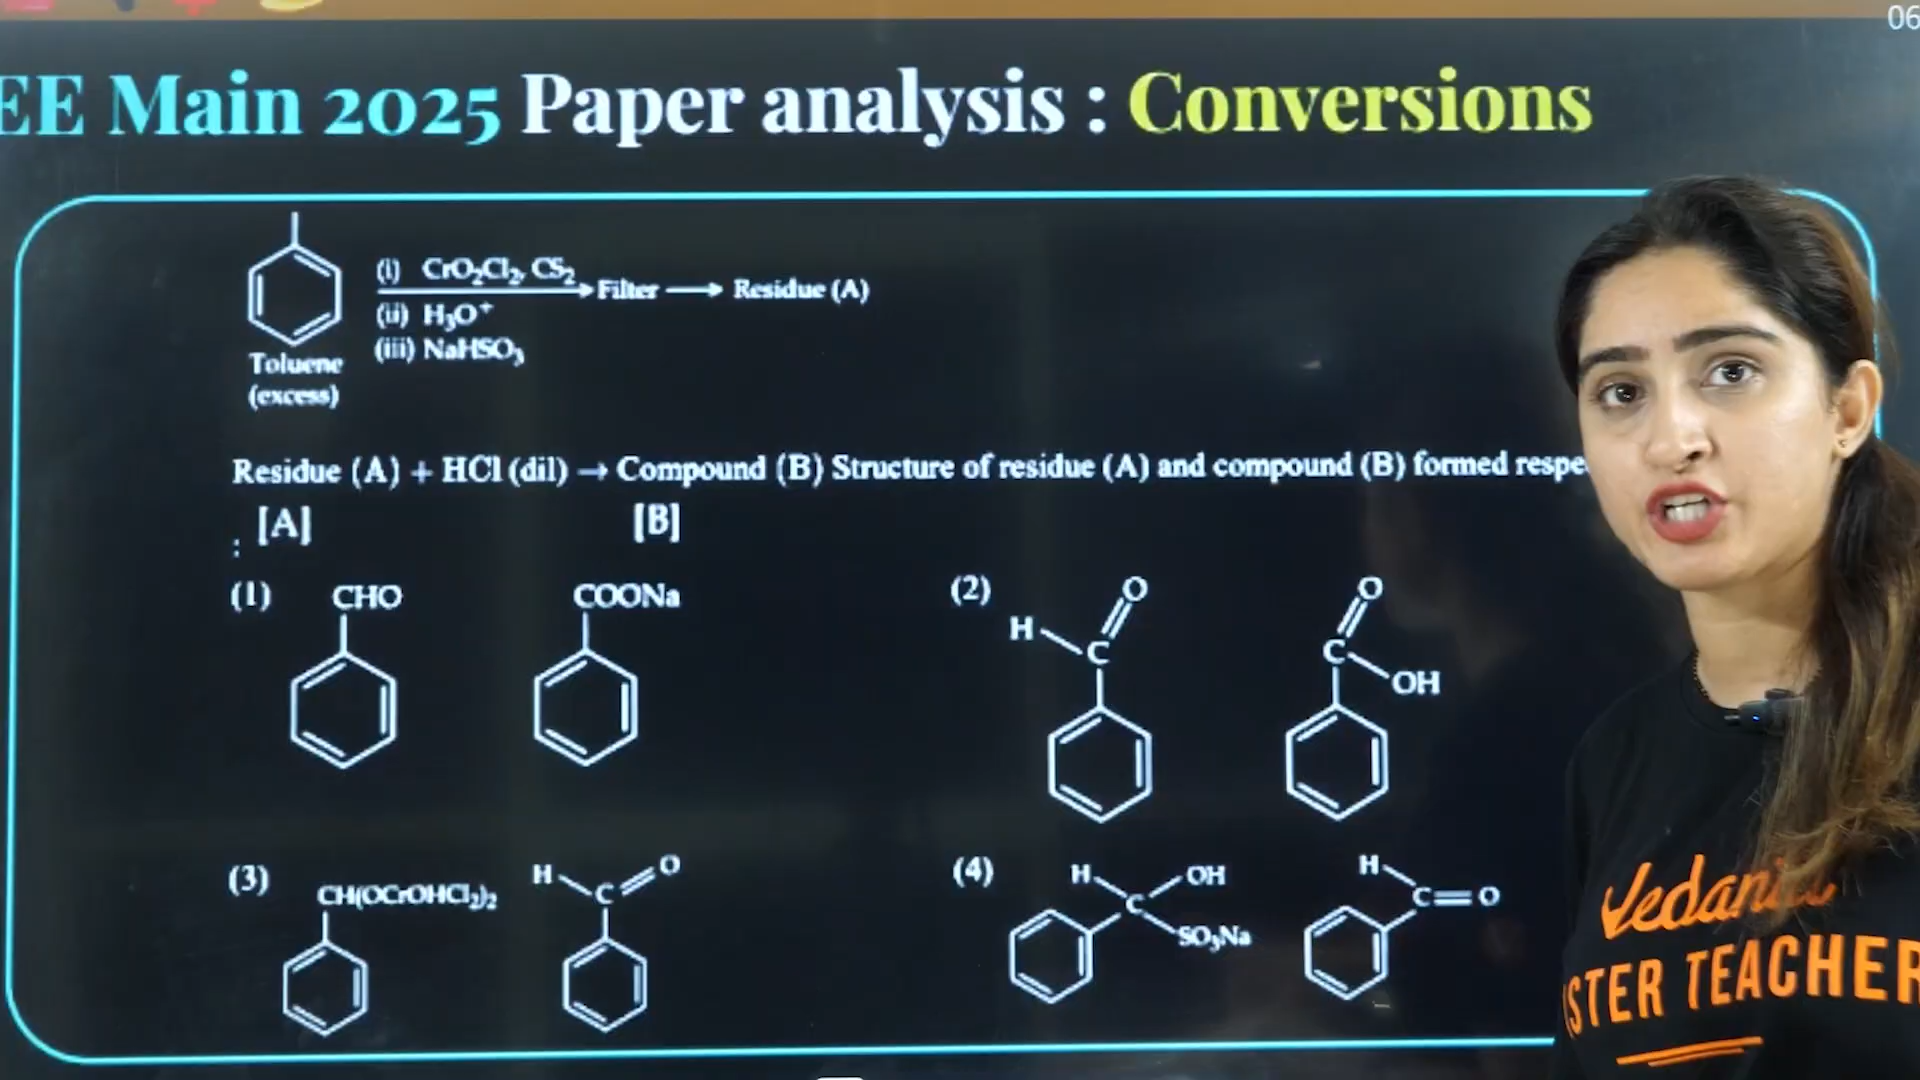 06
EE Main 2025 Paper analysis : Conversions
(i) CrO₂Cl₂, CS₂
Filter → Residue (A)
(ii) H₃O⁺
(iii) NaHSO₃
Toluene
(excess)
Residue (A) + HCl (dil) → Compound (B) Structure of residue (A) and compound (B) formed respe
: [A] [B]
(1) CHO COONa
(2) H C O C O OH
(3) CH(OCrOHCl₂)₂ H C O
(4) H C OH SO₃Na H C O
Vedantu
STER TEACHER